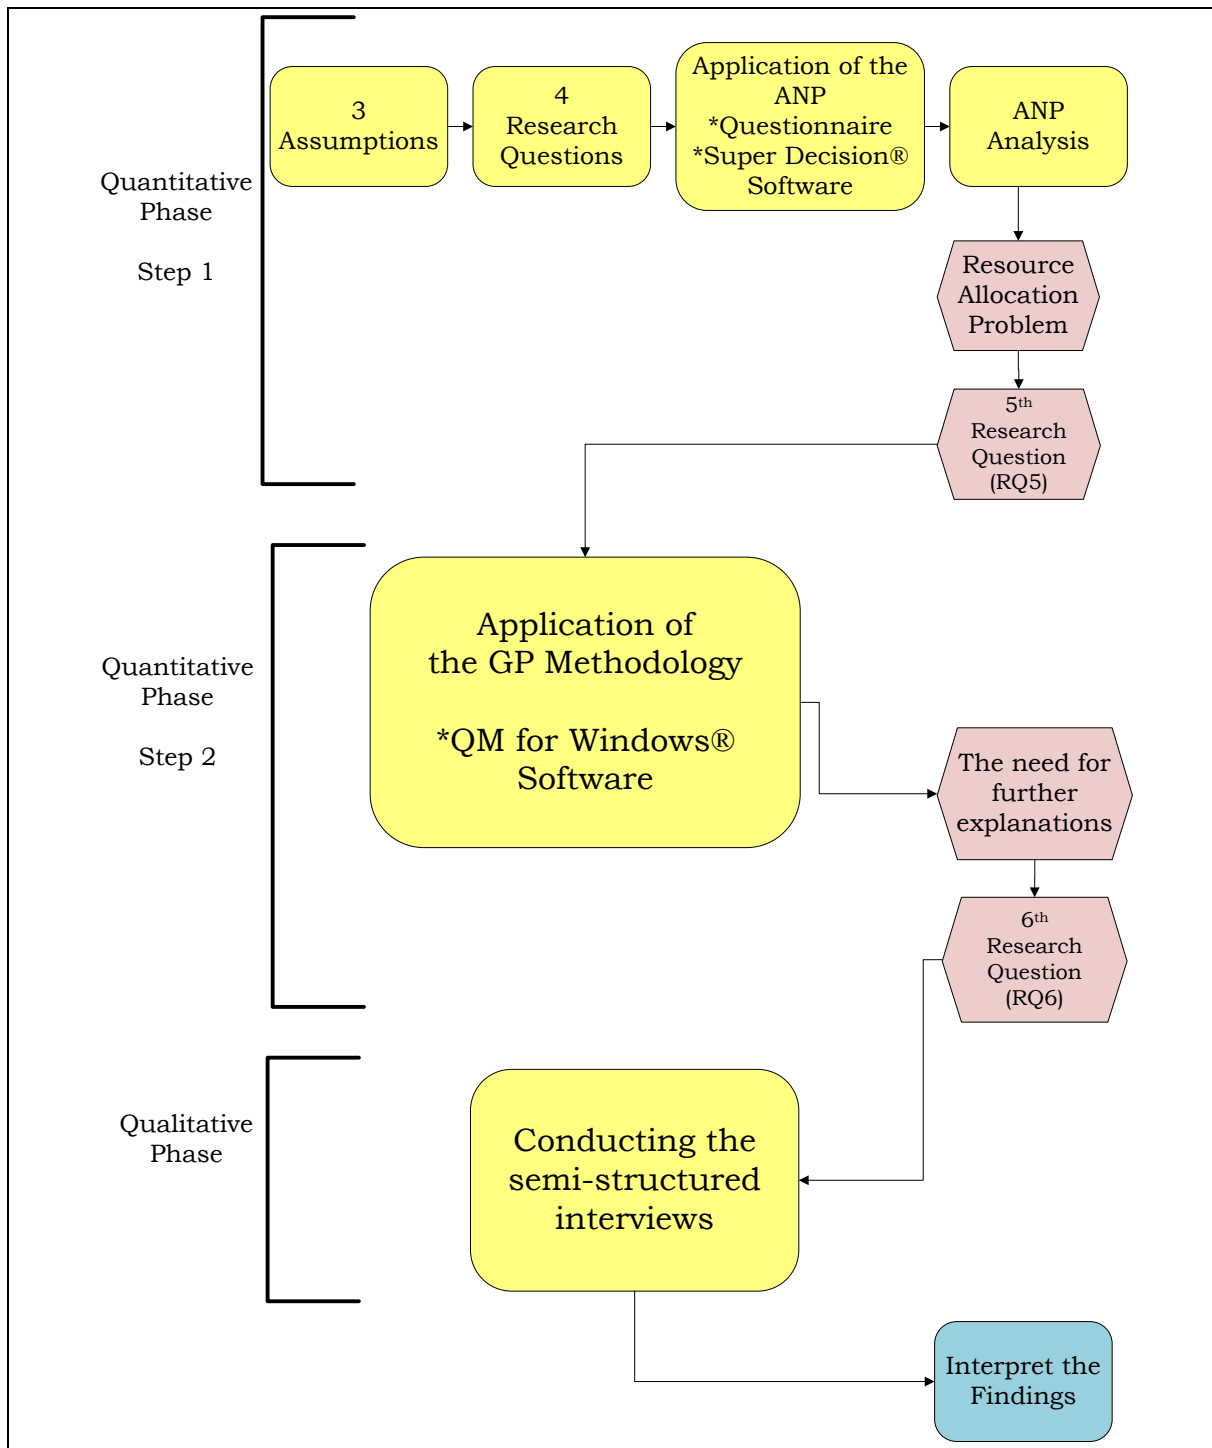 Quantitative
Phase
Step 1
3
Assumptions
4
Research
Questions
Application of the
ANP
*Questionnaire
*Super Decision®
Software
ANP
Analysis
Resource
Allocation
Problem
5th
Research
Question
(RQ5)
Quantitative
Phase
Step 2
Application of
the GP Methodology
*QM for Windows®
Software
The need for
further
explanations
6th
Research
Question
(RQ6)
Qualitative
Phase
Conducting the
semi-structured
interviews
Interpret the
Findings